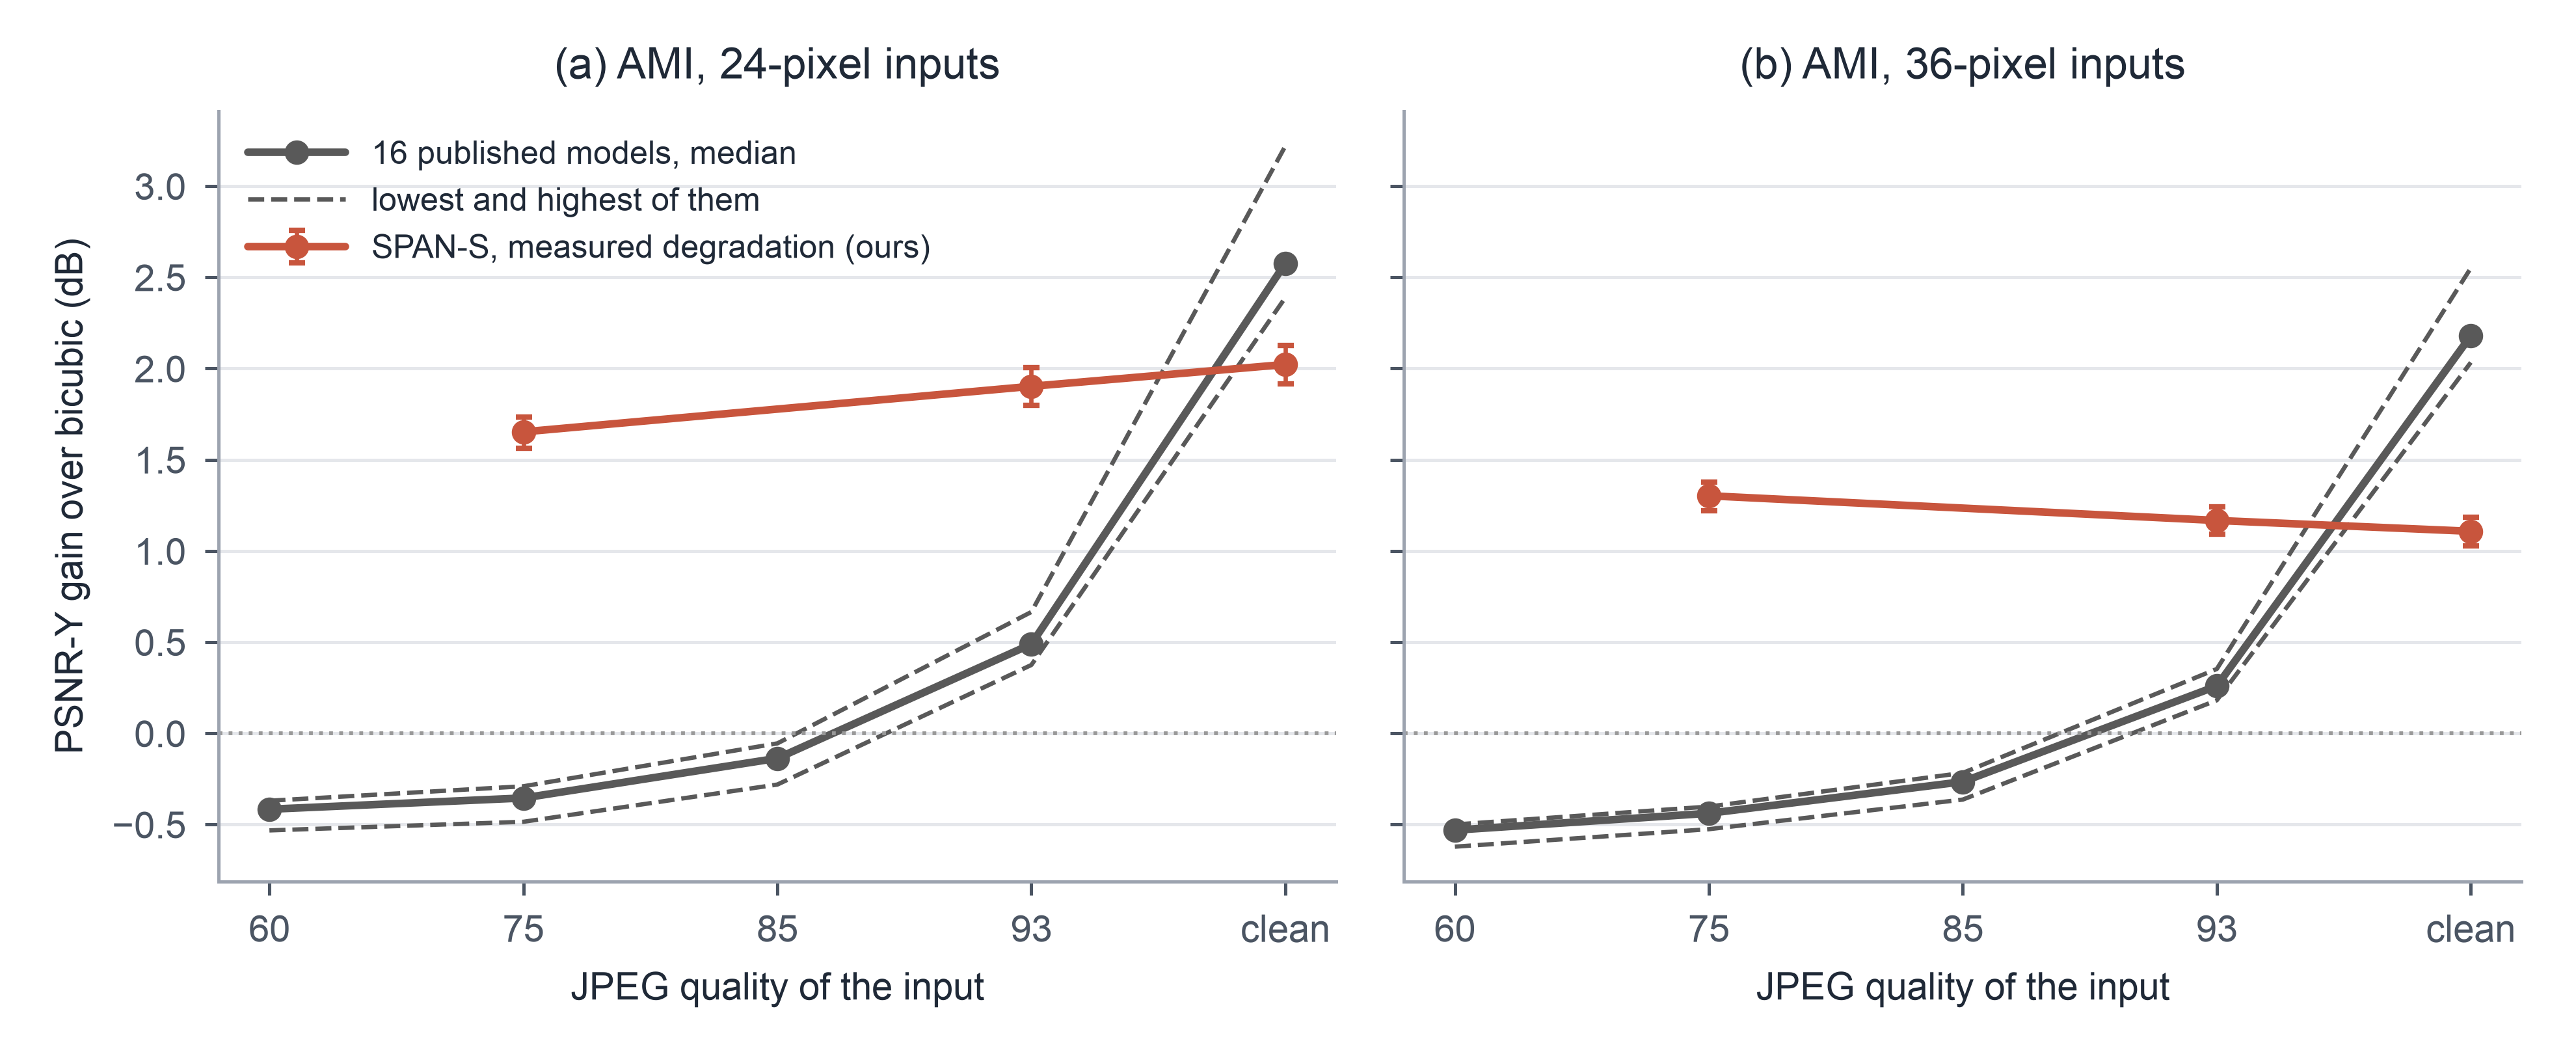 (a) AMI, 24-pixel inputs
16 published models, median
lowest and highest of them
SPAN-S, measured degradation (ours)
PSNR-Y gain over bicubic (dB)
3.0
2.5
2.0
1.5
1.0
0.5
0.0
−0.5
60 75 85 93 clean
JPEG quality of the input
(b) AMI, 36-pixel inputs
60 75 85 93 clean
JPEG quality of the input